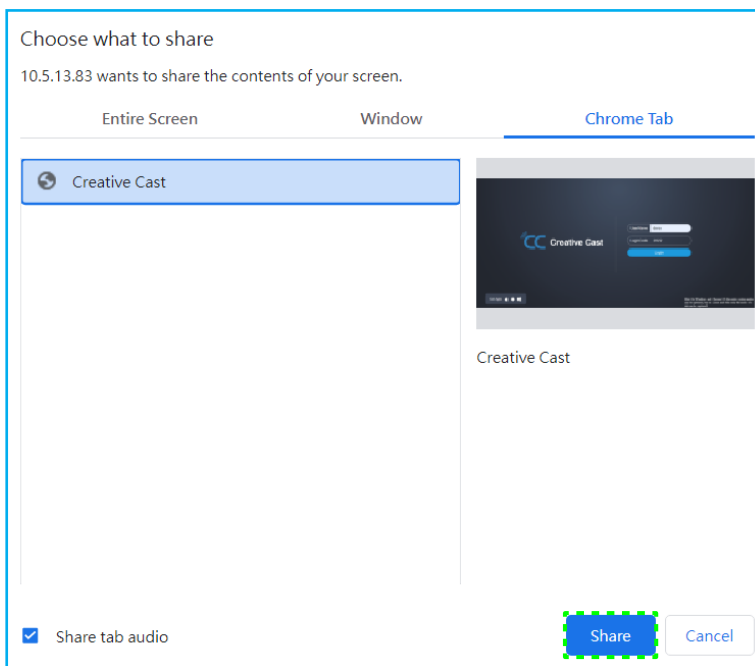 Choose what to share
10.5.13.83 wants to share the contents of your screen.
Entire Screen
Window
Chrome Tab
Creative Cast
CC Creative Cast
Creative Cast
Share tab audio
Share
Cancel